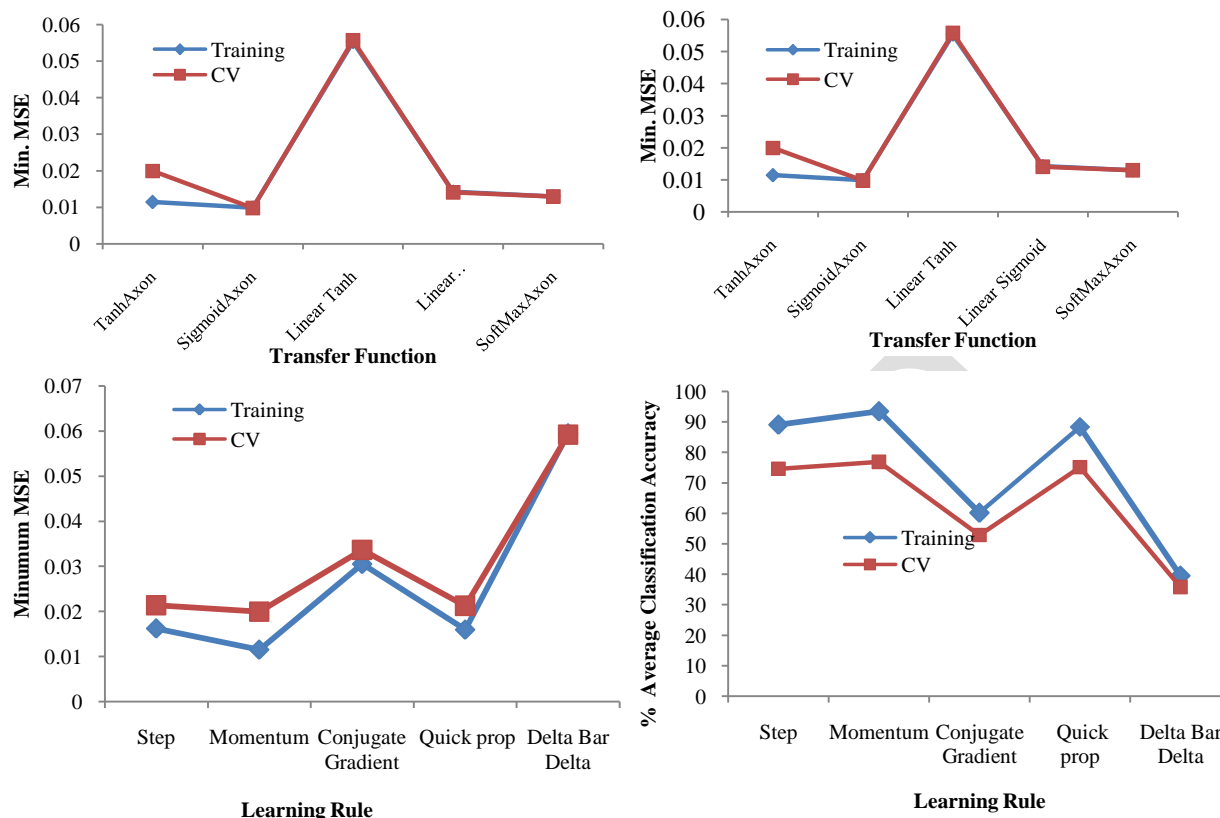 0.06
0.05
0.04
0.03
0.02
0.01
0
Min. MSE
Training
CV
TanhAxon
SigmoidAxon
Linear Tanh
Linear..
SoftMaxAxon
Transfer Function
0.06
0.05
0.04
0.03
0.02
0.01
0
Min. MSE
Training
CV
TanhAxon
SigmoidAxon
Linear Tanh
Linear Sigmoid
SoftMaxAxon
Transfer Function
0.07
0.06
0.05
0.04
0.03
0.02
0.01
0
Minumum MSE
Training
CV
Step
Momentum
Conjugate
Gradient
Quick prop
Delta Bar
Delta
Learning Rule
100
90
80
70
60
50
40
30
20
10
0
% Average Classification Accuracy
Training
CV
Step
Momentum
Conjugate
Gradient
Quick
prop
Delta Bar
Delta
Learning Rule